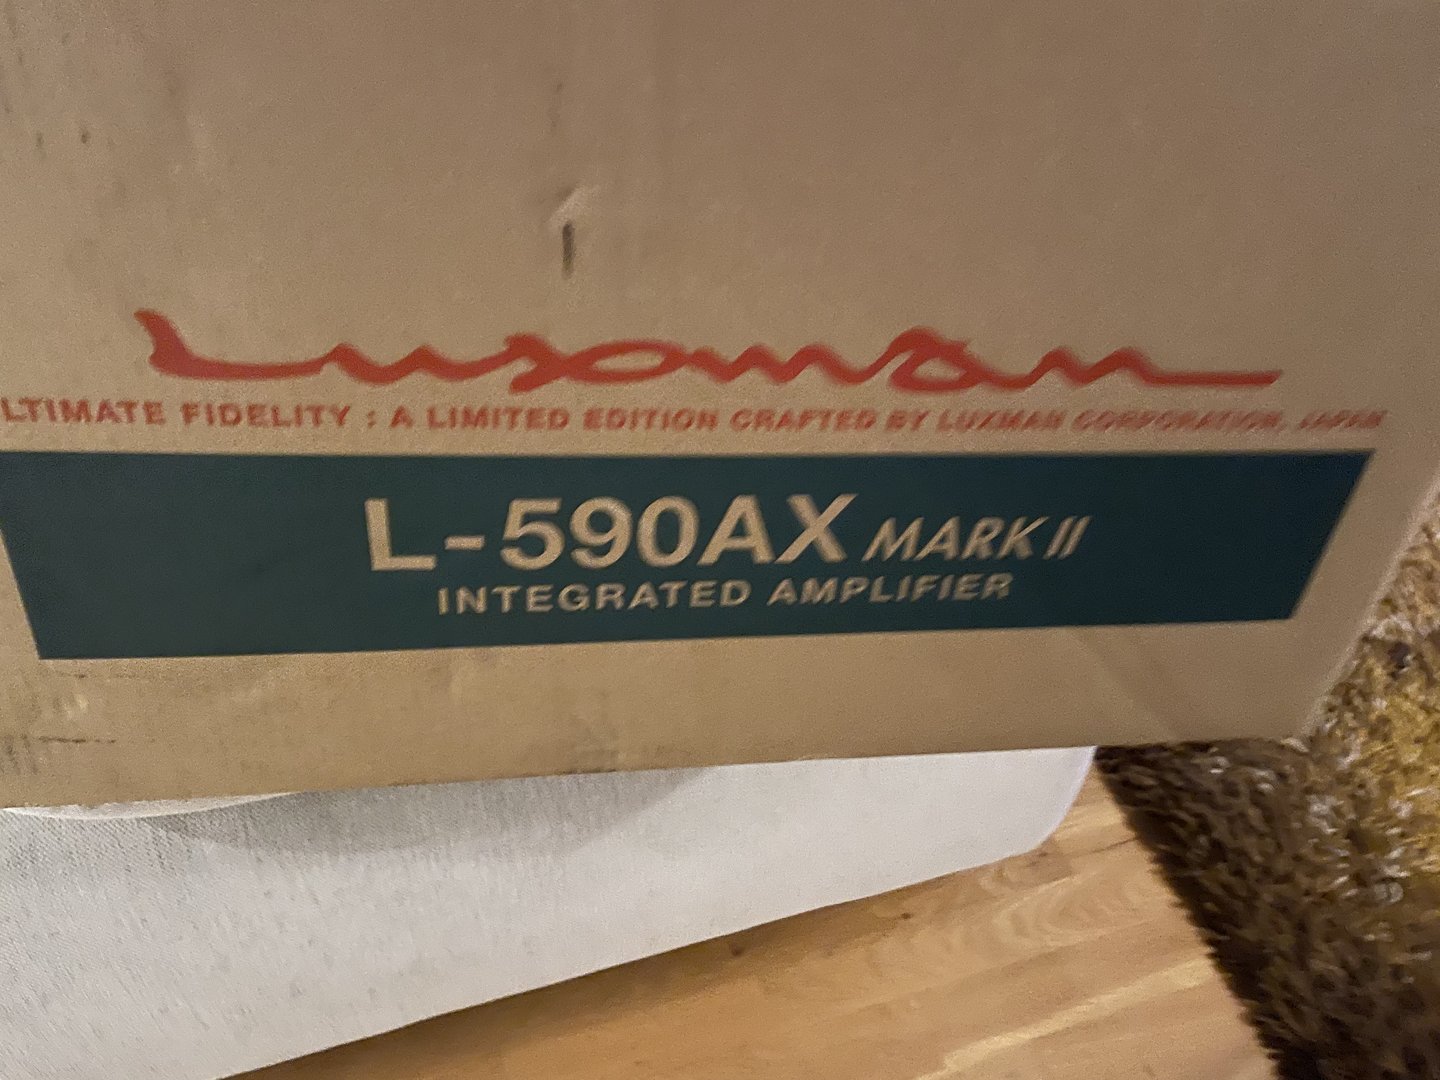 Luxman
LTIMATE FIDELITY : A LIMITED EDITION CRAFTED BY LUXMAN CORPORATION, JAPAN
L-590AX MARK II
INTEGRATED AMPLIFIER